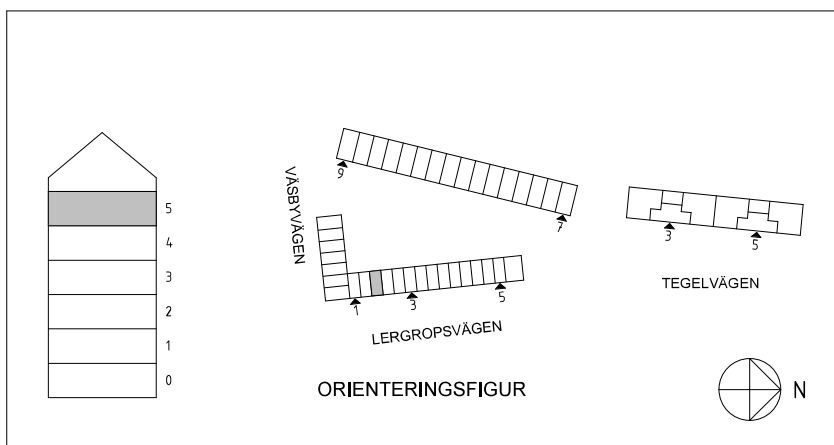 5
4
3
2
1
0
VÄSBYVÄGEN
9
7
1
3
5
LERGROPSVÄGEN
3
5
TEGELVÄGEN
ORIENTERINGSFIGUR
N